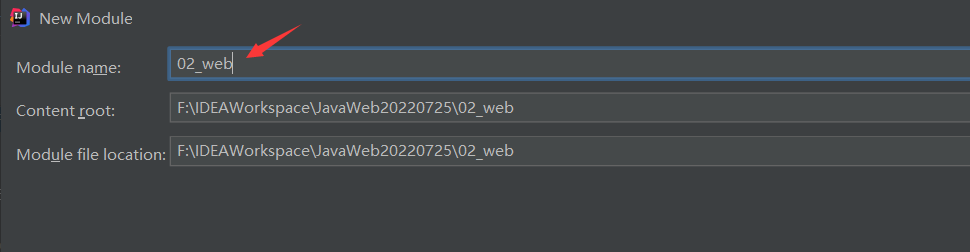 New Module
Module name: 02_web
Content root: F:\IDEAWorkspace\JavaWeb20220725\02_web
Module file location: F:\IDEAWorkspace\JavaWeb20220725\02_web